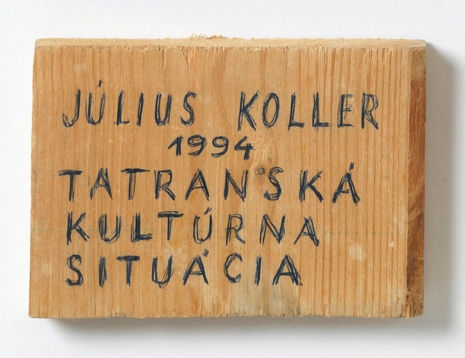 JÚLIUS KOLLER
1994
TATRANSKÁ
KULTÚRNA
SITUÁCIA